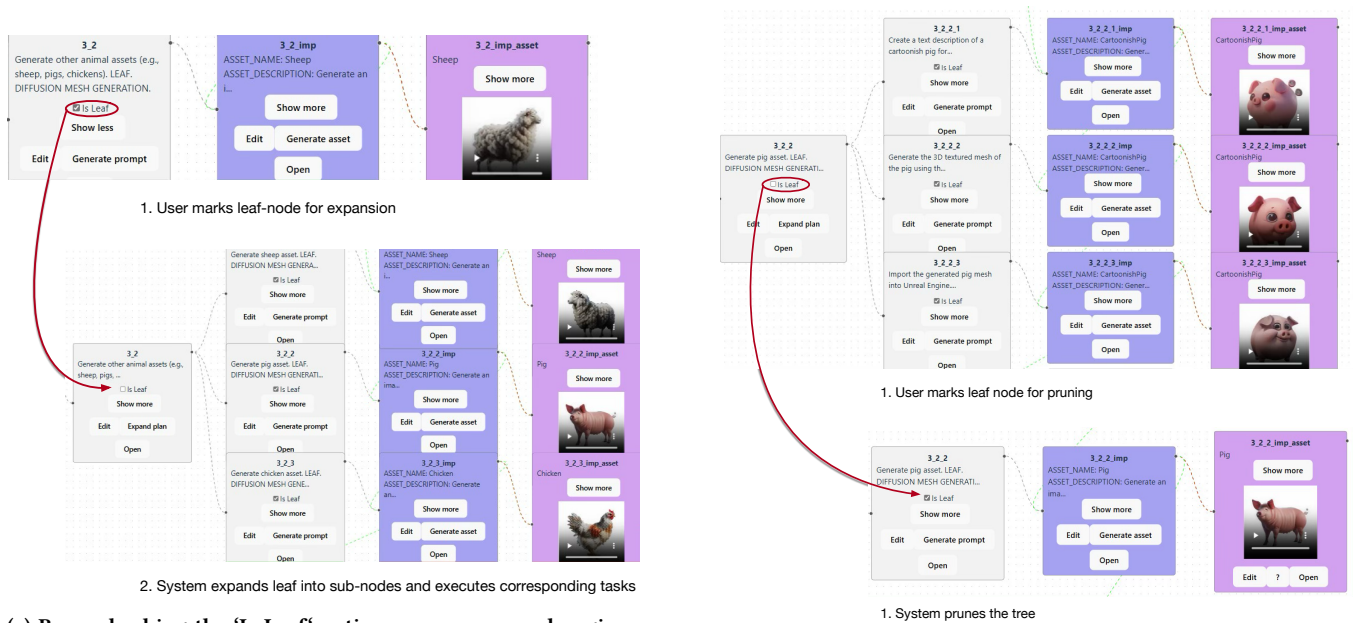 3_2
Generate other animal assets (e.g.,
sheep, pigs, chickens). LEAF.
DIFFUSION MESH GENERATION.
Is Leaf
Show less
Edit Generate prompt
3_2_imp
ASSET_NAME: Sheep
ASSET_DESCRIPTION: Generate an
i...
Show more
Edit Generate asset
Open
3_2_imp_asset
Sheep
Show more
1. User marks leaf-node for expansion
3_2
Generate other animal assets (e.g.,
sheep, pigs, ...
Is Leaf
Show more
Edit Expand plan
Open
Generate sheep asset. LEAF.
DIFFUSION MESH GENERA...
Is Leaf
Show more
Edit Generate prompt
Open
ASSET_NAME: Sheep
ASSET_DESCRIPTION: Generate an
i...
Show more
Edit Generate asset
Open
Sheep
Show more
3_2_2
Generate pig asset. LEAF.
DIFFUSION MESH GENERATI...
Is Leaf
Show more
Edit Generate prompt
Open
3_2_2_imp
ASSET_NAME: Pig
ASSET_DESCRIPTION: Generate an
ima...
Show more
Edit Generate asset
Open
3_2_2_imp_asset
Pig
Show more
3_2_3
Generate chicken asset. LEAF.
DIFFUSION MESH GENE...
Is Leaf
Show more
Edit Generate prompt
Open
3_2_3_imp
ASSET_NAME: Chicken
ASSET_DESCRIPTION: Generate
an...
Show more
Edit Generate asset
Open
3_2_3_imp_asset
Chicken
Show more
2. System expands leaf into sub-nodes and executes corresponding tasks
3_2_2
Generate pig asset. LEAF.
DIFFUSION MESH GENERATI...
Is Leaf
Show more
Edit Expand plan
Open
3_2_2_1
Create a text description of a
cartoonish pig for...
Is Leaf
Show more
Edit Generate prompt
Open
3_2_2_1_imp
ASSET_NAME: CartoonishPig
ASSET_DESCRIPTION: Gener...
Show more
Edit Generate asset
Open
3_2_2_1_imp_asset
CartoonishPig
Show more
3_2_2_2
Generate the 3D textured mesh of
the pig using th...
Is Leaf
Show more
Edit Generate prompt
Open
3_2_2_2_imp
ASSET_NAME: CartoonishPig
ASSET_DESCRIPTION: Gener...
Show more
Edit Generate asset
Open
3_2_2_2_imp_asset
CartoonishPig
Show more
3_2_2_3
Import the generated pig mesh
into Unreal Engine....
Is Leaf
Show more
Edit Generate prompt
Open
3_2_2_3_imp
ASSET_NAME: CartoonishPig
ASSET_DESCRIPTION: Gener...
Show more
Edit Generate asset
Open
3_2_2_3_imp_asset
CartoonishPig
Show more
1. User marks leaf node for pruning
3_2_2
Generate pig asset. LEAF.
DIFFUSION MESH GENERATI...
Is Leaf
Show more
Edit Generate prompt
Open
3_2_2_imp
ASSET_NAME: Pig
ASSET_DESCRIPTION: Generate an
ima...
Show more
Edit Generate asset
Open
3_2_2_imp_asset
Pig
Show more
Edit ? Open
1. System prunes the tree